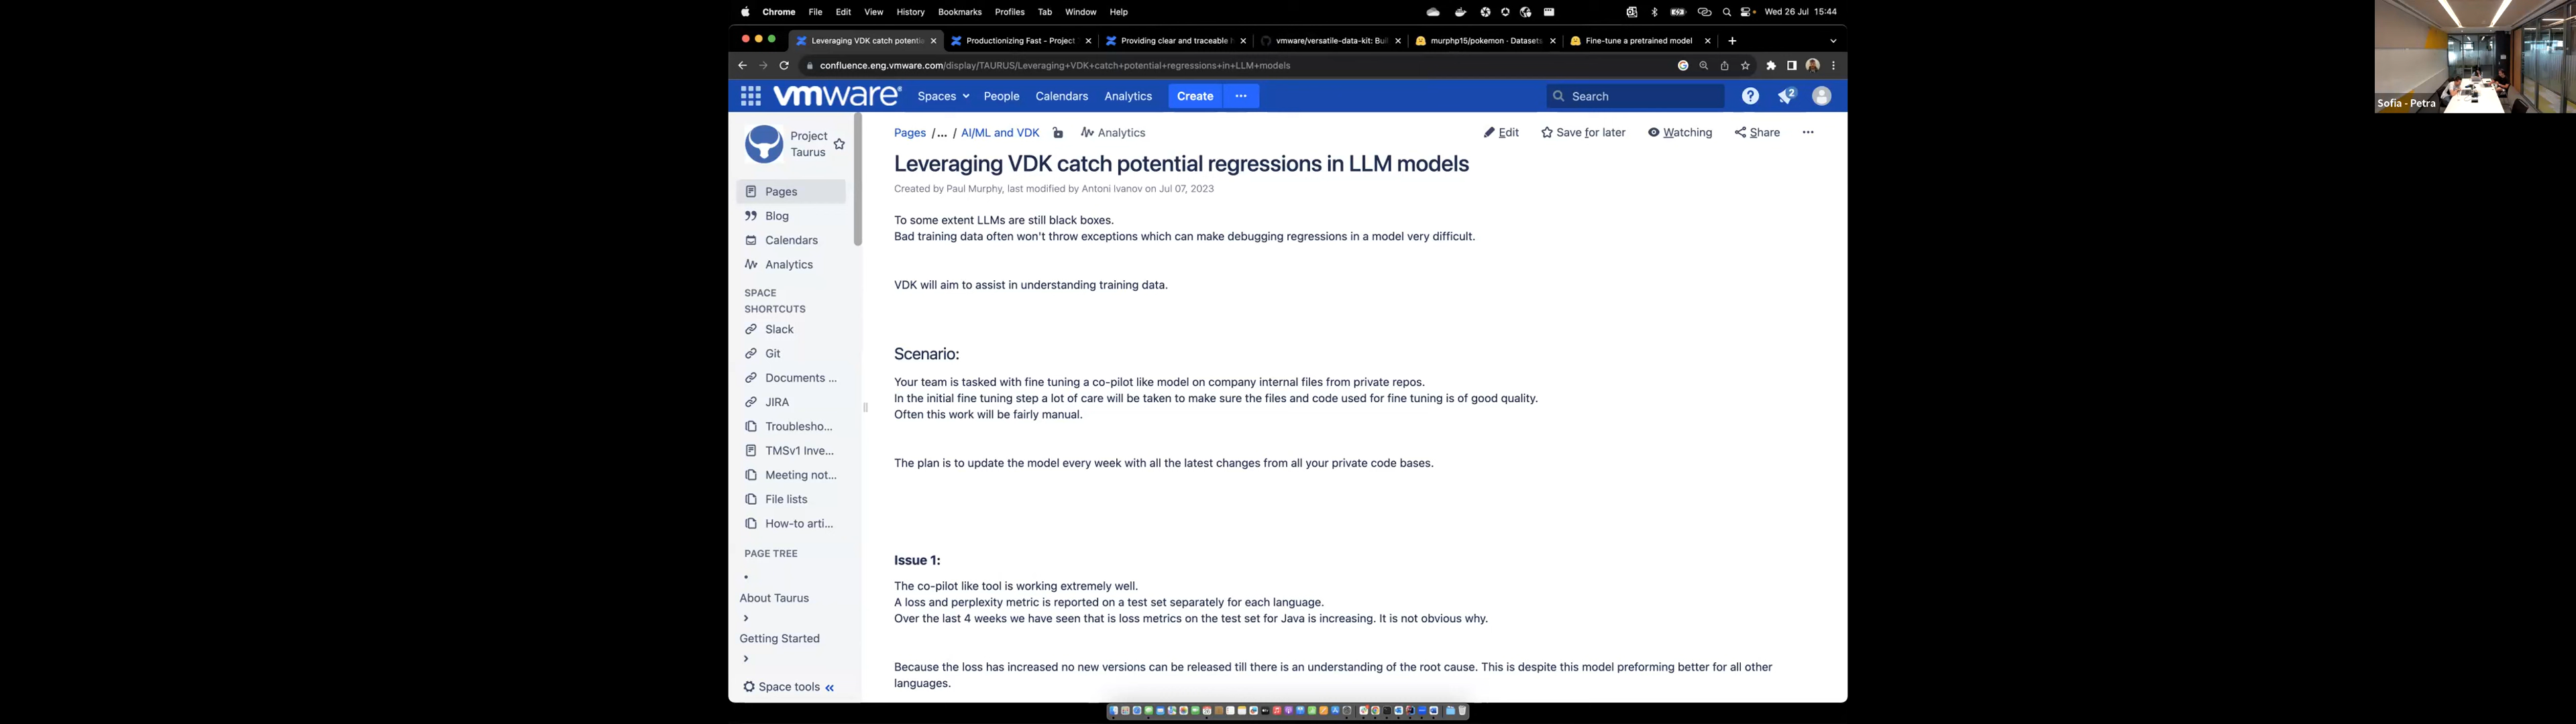 Chrome File Edit View History Bookmarks Profiles Tab Window Help
Wed 26 Jul 15:44
Leveraging VDK catch potentia
Productionizing Fast - Project
Providing clear and traceable h
vmware/versatile-data-kit: Buil
murphp15/pokemon · Datasets
Fine-tune a pretrained model
confluence.eng.vmware.com/display/TAURUS/Leveraging+VDK+catch+potential+regressions+in+LLM+models
vmware®
Spaces People Calendars Analytics Create ...
Search
2
Project
Taurus
Pages
Blog
Calendars
Analytics
SPACE
SHORTCUTS
Slack
Git
Documents ...
JIRA
Troublesho...
TMSv1 Inve...
Meeting not...
File lists
How-to arti...
PAGE TREE
About Taurus
Getting Started
Space tools
Pages /... / AI/ML and VDK Analytics
Edit Save for later Watching Share ...
Leveraging VDK catch potential regressions in LLM models
Created by Paul Murphy, last modified by Antoni Ivanov on Jul 07, 2023
To some extent LLMs are still black boxes.
Bad training data often won't throw exceptions which can make debugging regressions in a model very difficult.
VDK will aim to assist in understanding training data.
Scenario:
Your team is tasked with fine tuning a co-pilot like model on company internal files from private repos.
In the initial fine tuning step a lot of care will be taken to make sure the files and code used for fine tuning is of good quality.
Often this work will be fairly manual.
The plan is to update the model every week with all the latest changes from all your private code bases.
Issue 1:
The co-pilot like tool is working extremely well.
A loss and perplexity metric is reported on a test set separately for each language.
Over the last 4 weeks we have seen that is loss metrics on the test set for Java is increasing. It is not obvious why.
Because the loss has increased no new versions can be released till there is an understanding of the root cause. This is despite this model preforming better for all other
languages.
Sofia - Petra